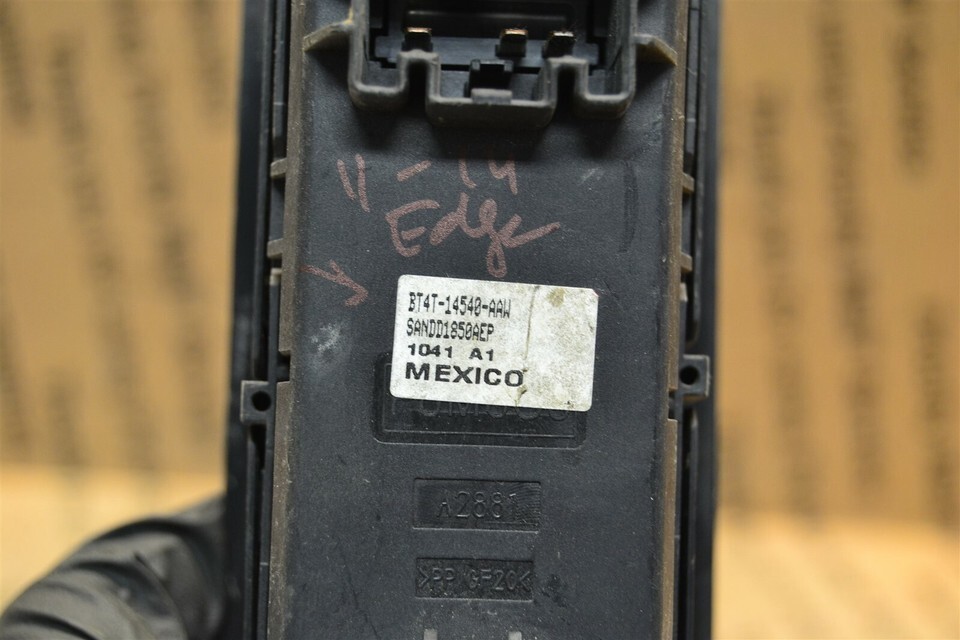 11-14
Edge
BT4T-14540-AAW
SANDD1850AEP
1041 A1
MEXICO
A2881
>PP/GF20<